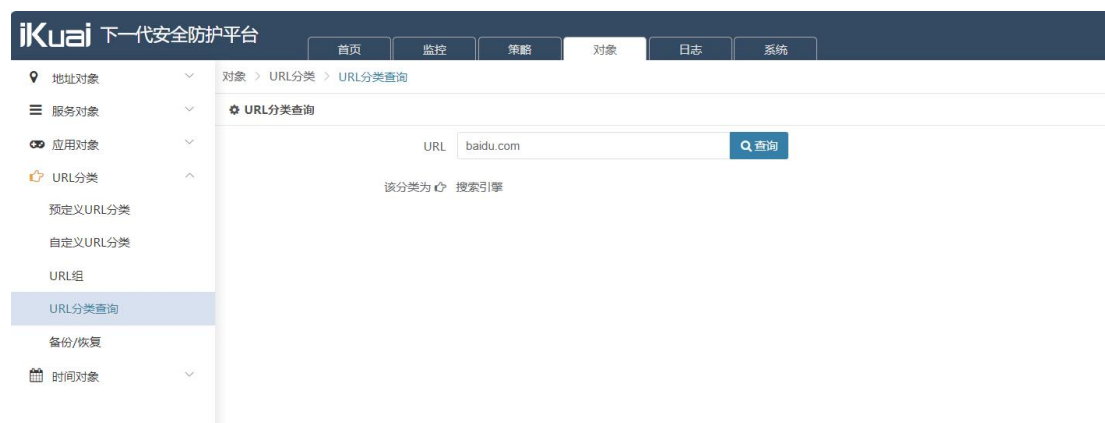 iKuai 下一代安全防护平台
首页 监控 策略 对象 日志 系统
地址对象
服务对象
应用对象
URL分类
预定义URL分类
自定义URL分类
URL组
URL分类查询
备份/恢复
时间对象
对象 > URL分类 > URL分类查询
URL分类查询
URL baidu.com 查询
该分类为 搜索引擎